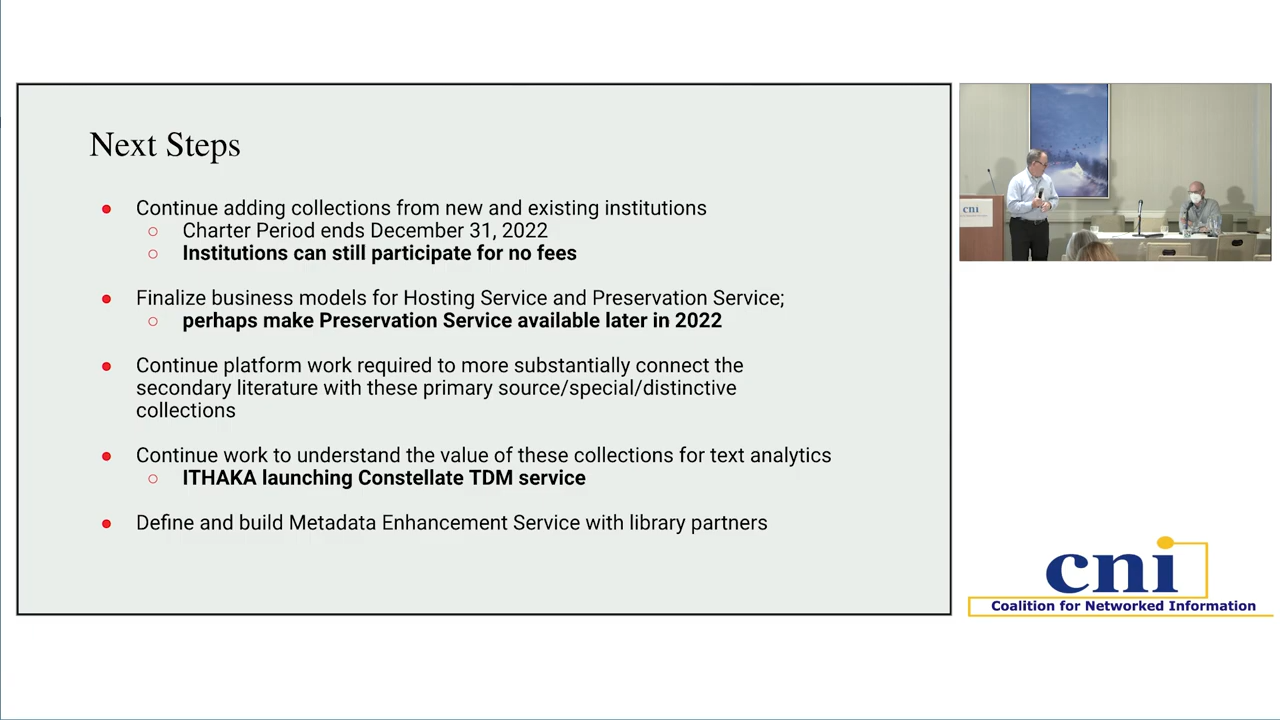 Next Steps
Continue adding collections from new and existing institutions
Charter Period ends December 31, 2022
Institutions can still participate for no fees
Finalize business models for Hosting Service and Preservation Service;
perhaps make Preservation Service available later in 2022
Continue platform work required to more substantially connect the
secondary literature with these primary source/special/distinctive
collections
Continue work to understand the value of these collections for text analytics
ITHAKA launching Constellate TDM service
Define and build Metadata Enhancement Service with library partners
cni
cni
Coalition for Networked Information